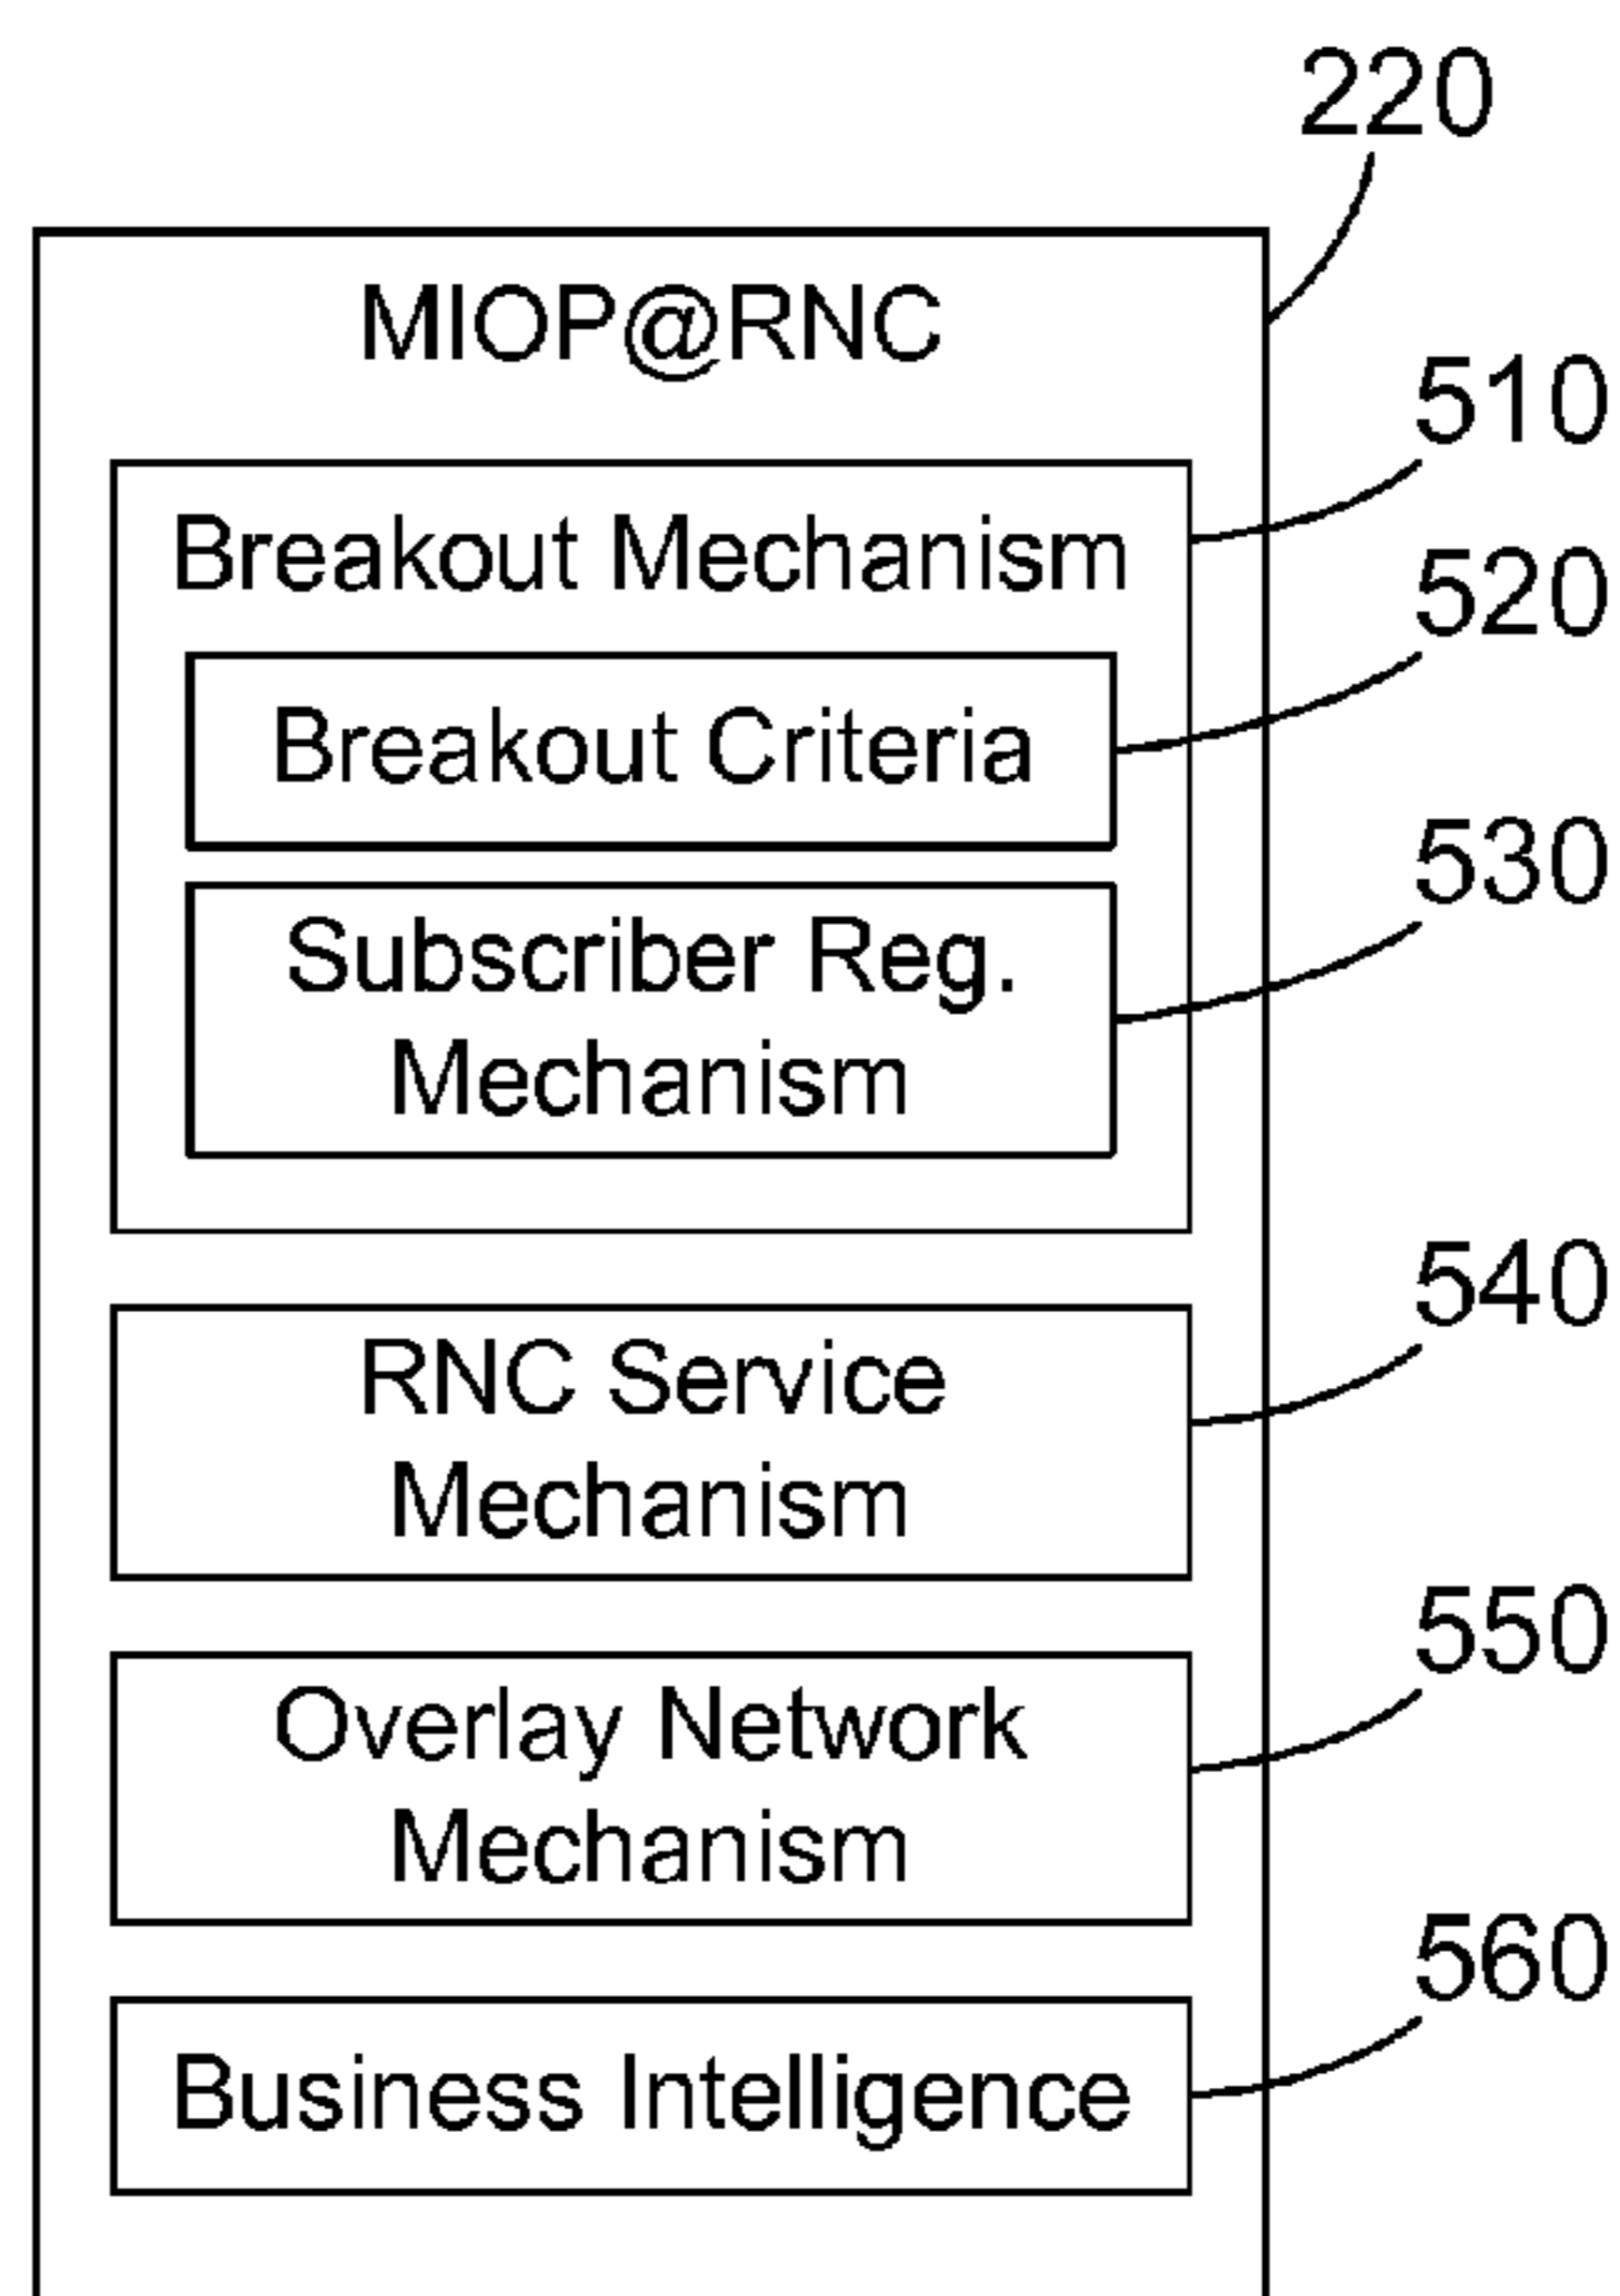 220
MIOP@RNC
510
Breakout Mechanism
520
Breakout Criteria
530
Subscriber Reg.
Mechanism
540
RNC Service
Mechanism
550
Overlay Network
Mechanism
560
Business Intelligence